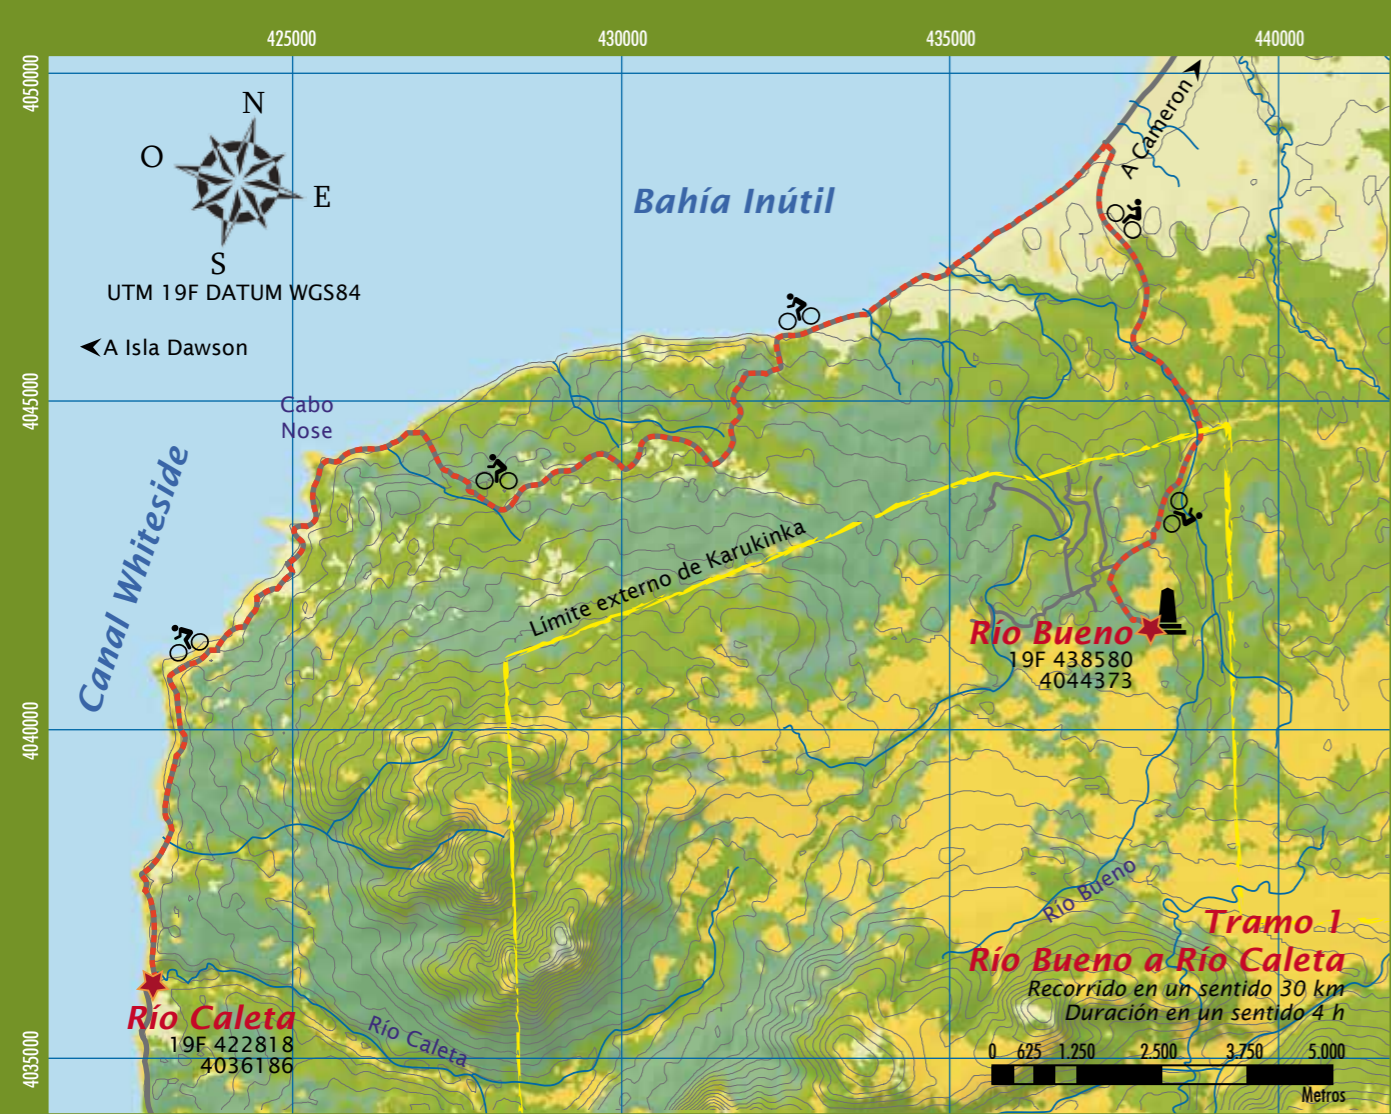 425000 430000 435000 440000
4050000
4045000
4040000
4035000
N
O
E
S
UTM 19F DATUM WGS84
A Isla Dawson
Bahía Inútil
A Cameron
Cabo
Nose
Canal Whiteside
Límite externo de Karukinka
Río Bueno
19F 438580
4044373
Río Bueno
Río Caleta
19F 422818
4036186
Río Caleta
Tramo 1
Río Bueno a Río Caleta
Recorrido en un sentido 30 km
Duración en un sentido 4 h
0 625 1.250 2.500 3.750 5.000
Metros